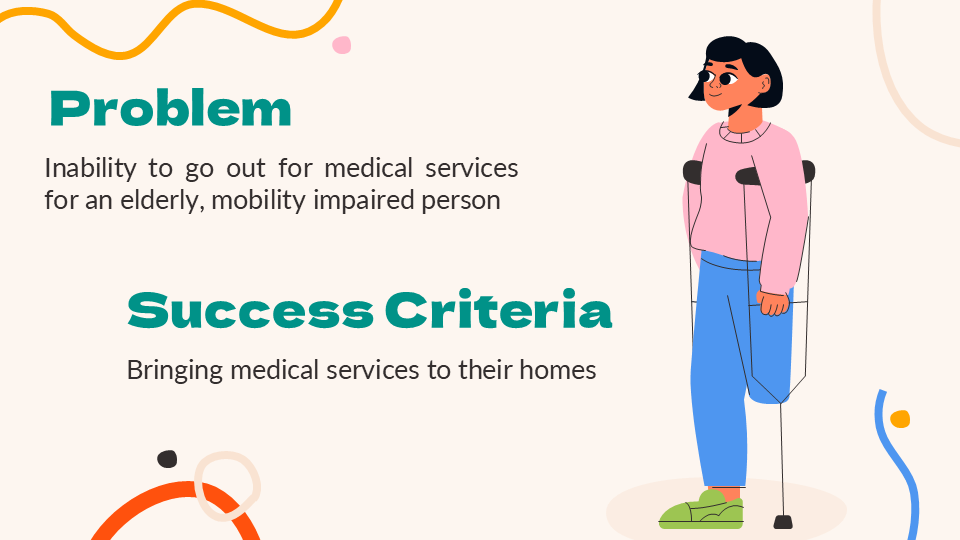 Problem
Inability to go out for medical services
for an elderly, mobility impaired person
Success Criteria
Bringing medical services to their homes